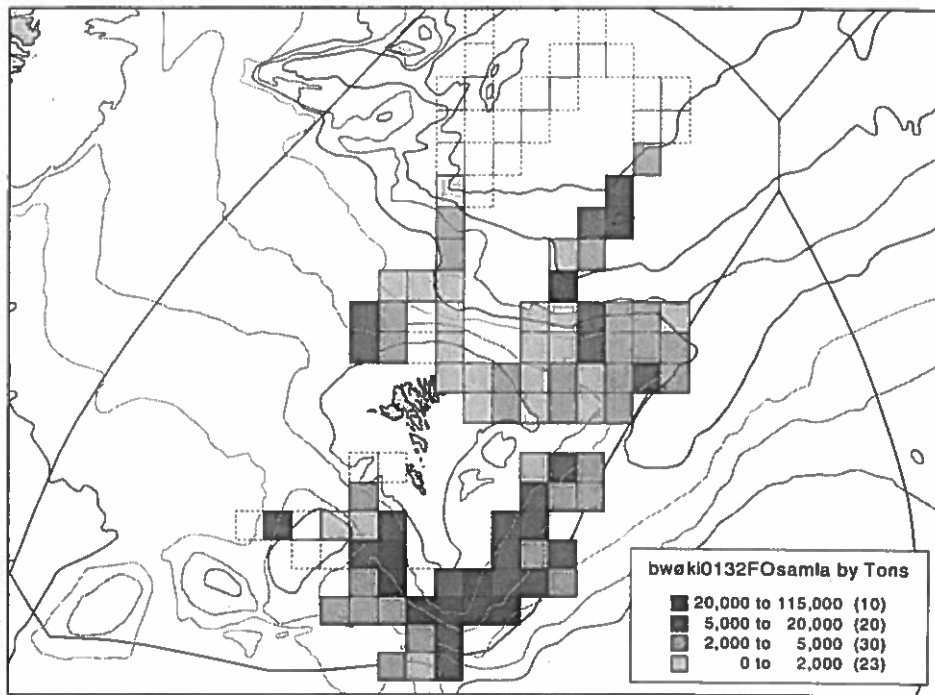 bwøki0132FOsamla by Tons
20,000 to 115,000 (10)
5,000 to 20,000 (20)
2,000 to 5,000 (30)
0 to 2,000 (23)